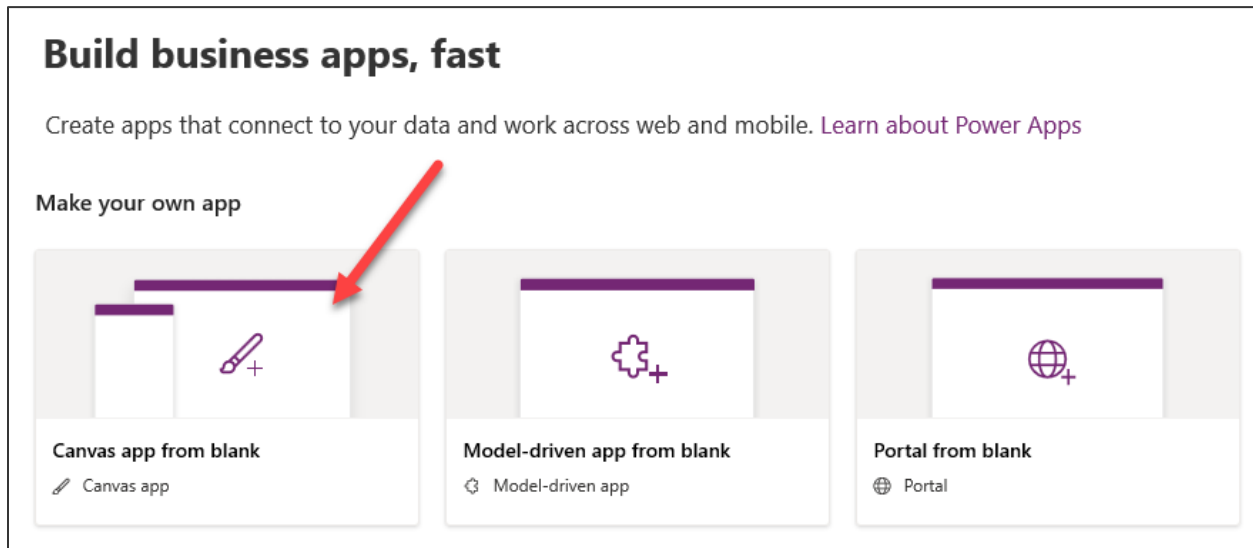 Build business apps, fast
Create apps that connect to your data and work across web and mobile. Learn about Power Apps
Make your own app
Canvas app from blank
Canvas app
Model-driven app from blank
Model-driven app
Portal from blank
Portal